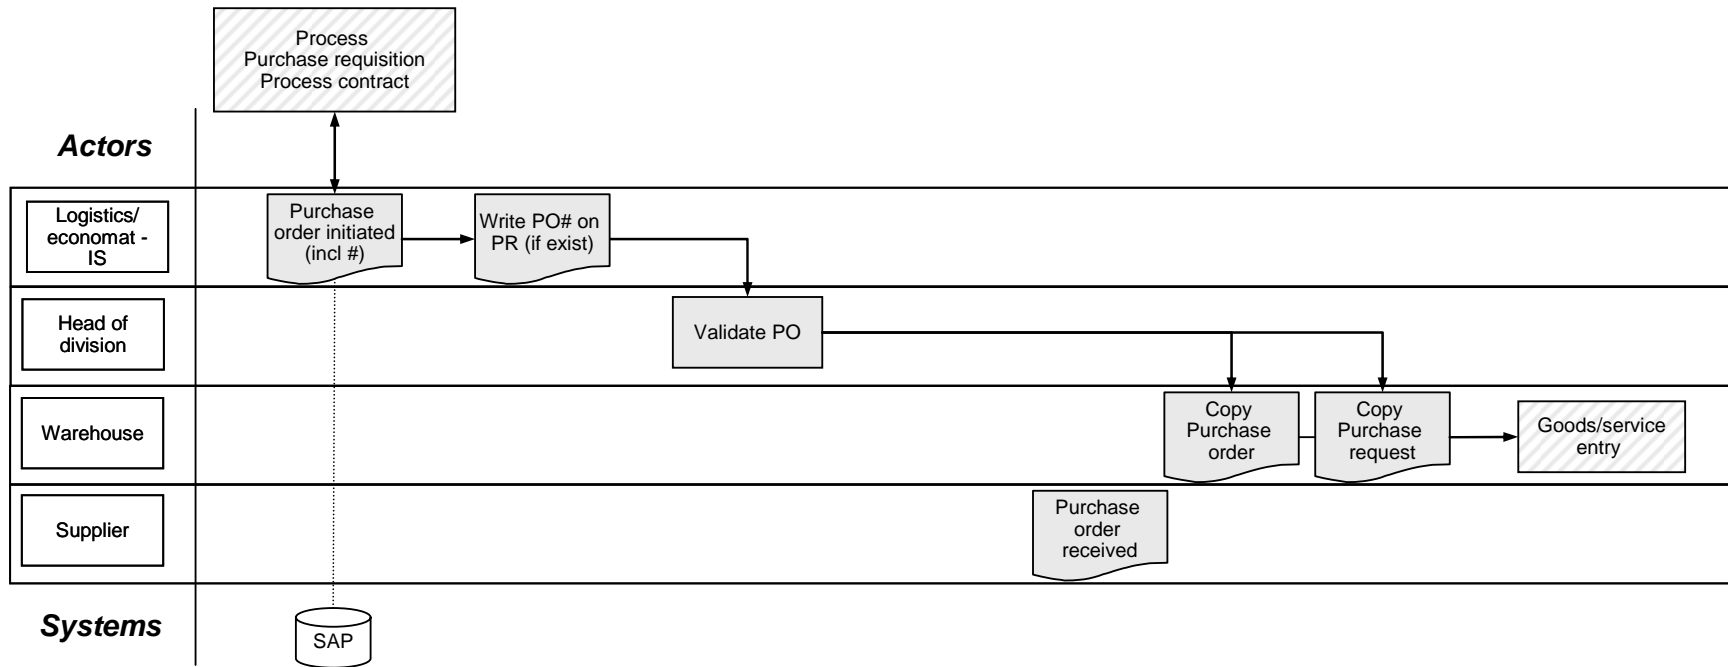 Process
Purchase requisition
Process contract
Actors
Logistics/
economat -
IS
Purchase
order initiated
(incl #)
Write PO# on
PR (if exist)
Head of
division
Validate PO
Warehouse
Copy
Purchase
order
Copy
Purchase
request
Goods/service
entry
Supplier
Purchase
order
received
Systems
SAP